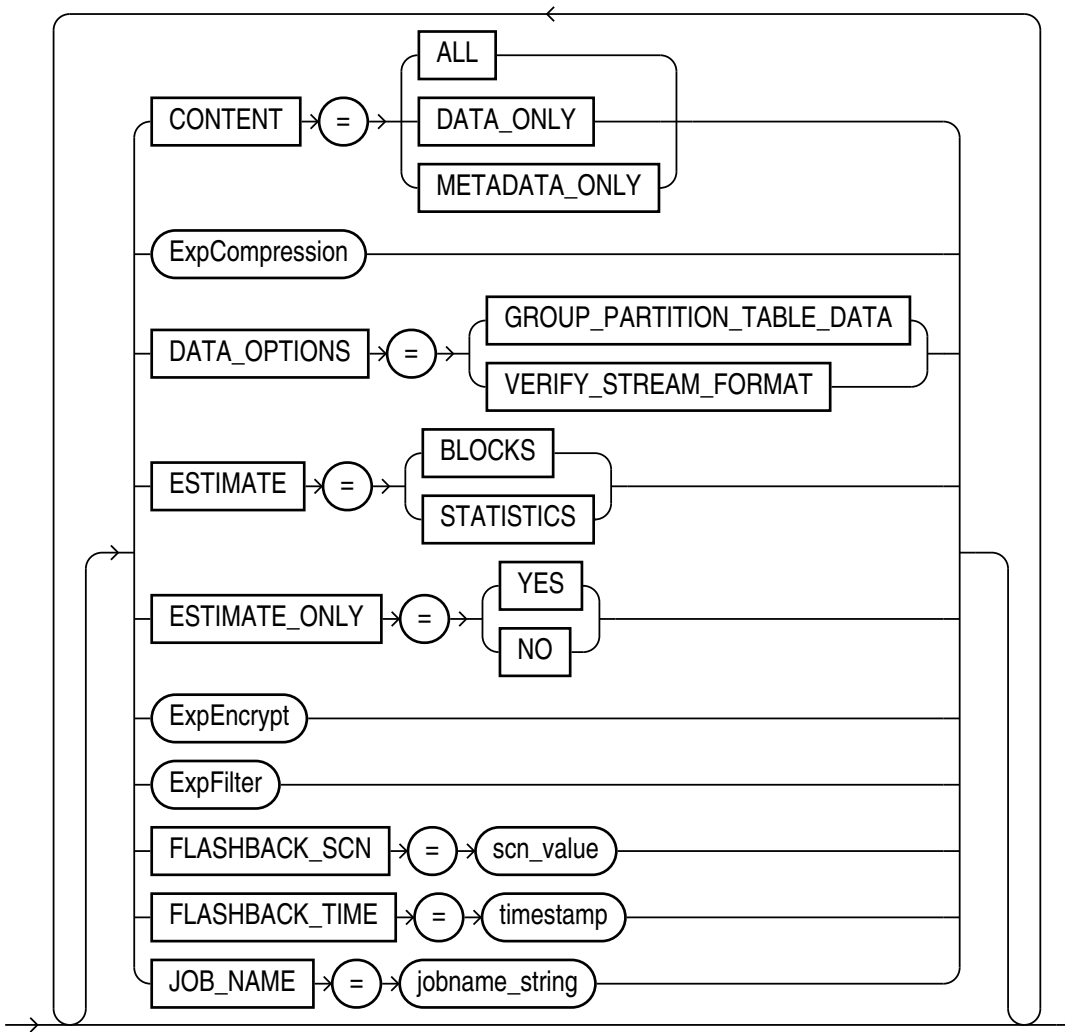 ALL
CONTENT = DATA_ONLY
METADATA_ONLY
ExpCompression
GROUP_PARTITION_TABLE_DATA
DATA_OPTIONS =
VERIFY_STREAM_FORMAT
BLOCKS
ESTIMATE =
STATISTICS
YES
ESTIMATE_ONLY =
NO
ExpEncrypt
ExpFilter
FLASHBACK_SCN = scn_value
FLASHBACK_TIME = timestamp
JOB_NAME = jobname_string